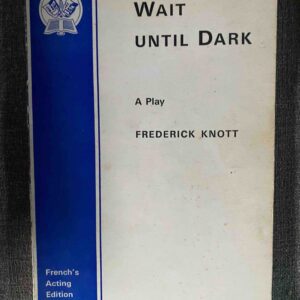 WAIT
UNTIL DARK
A Play
FREDERICK KNOTT
French's
Acting
Edition